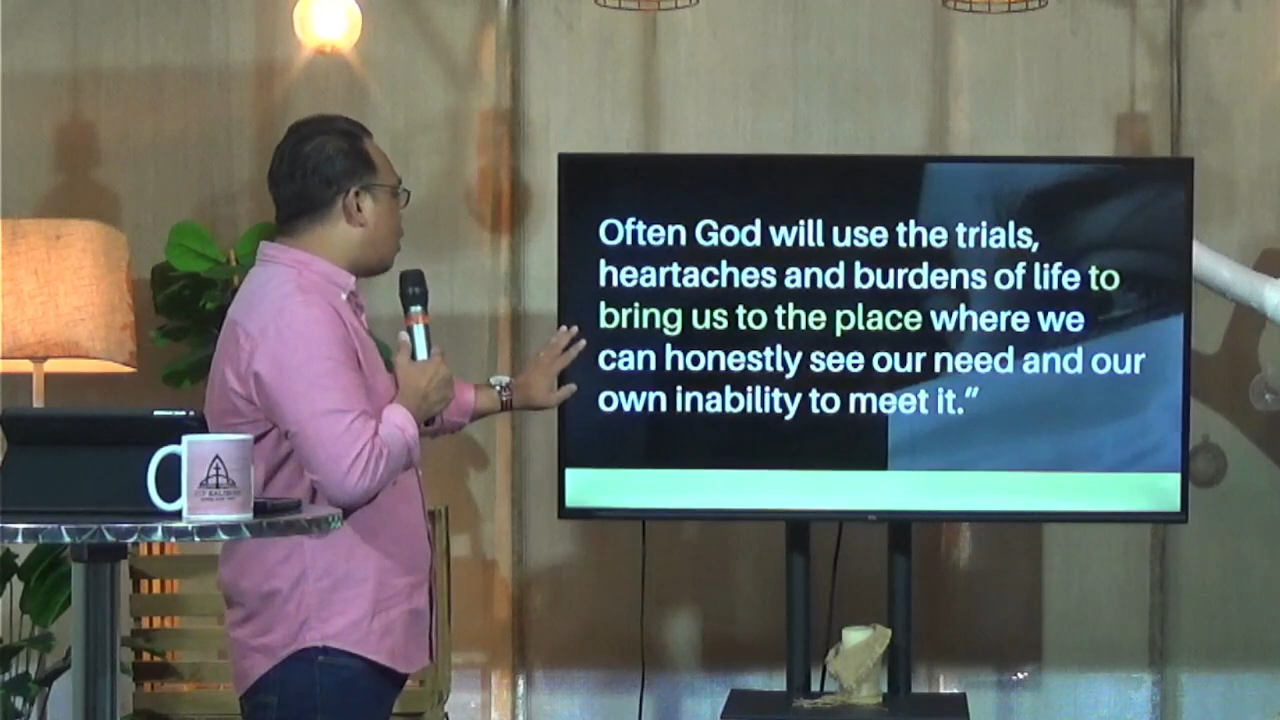 Often God will use the trials,
heartaches and burdens of life to
bring us to the place where we
can honestly see our need and our
own inability to meet it.”